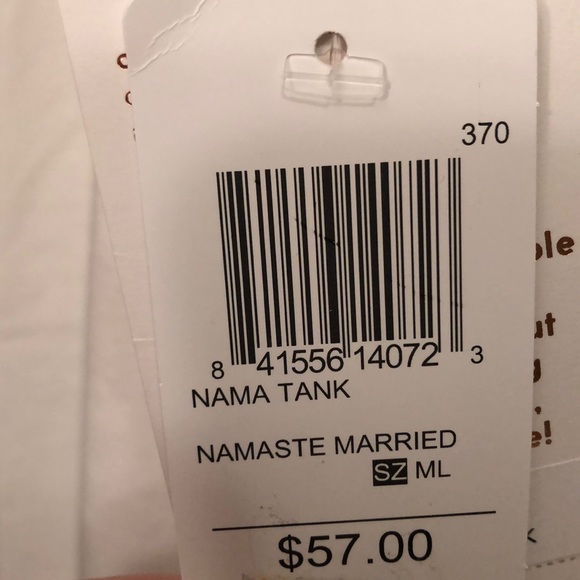 370
8 41556 14072 3
NAMA TANK
NAMASTE MARRIED
SZ ML
$57.00